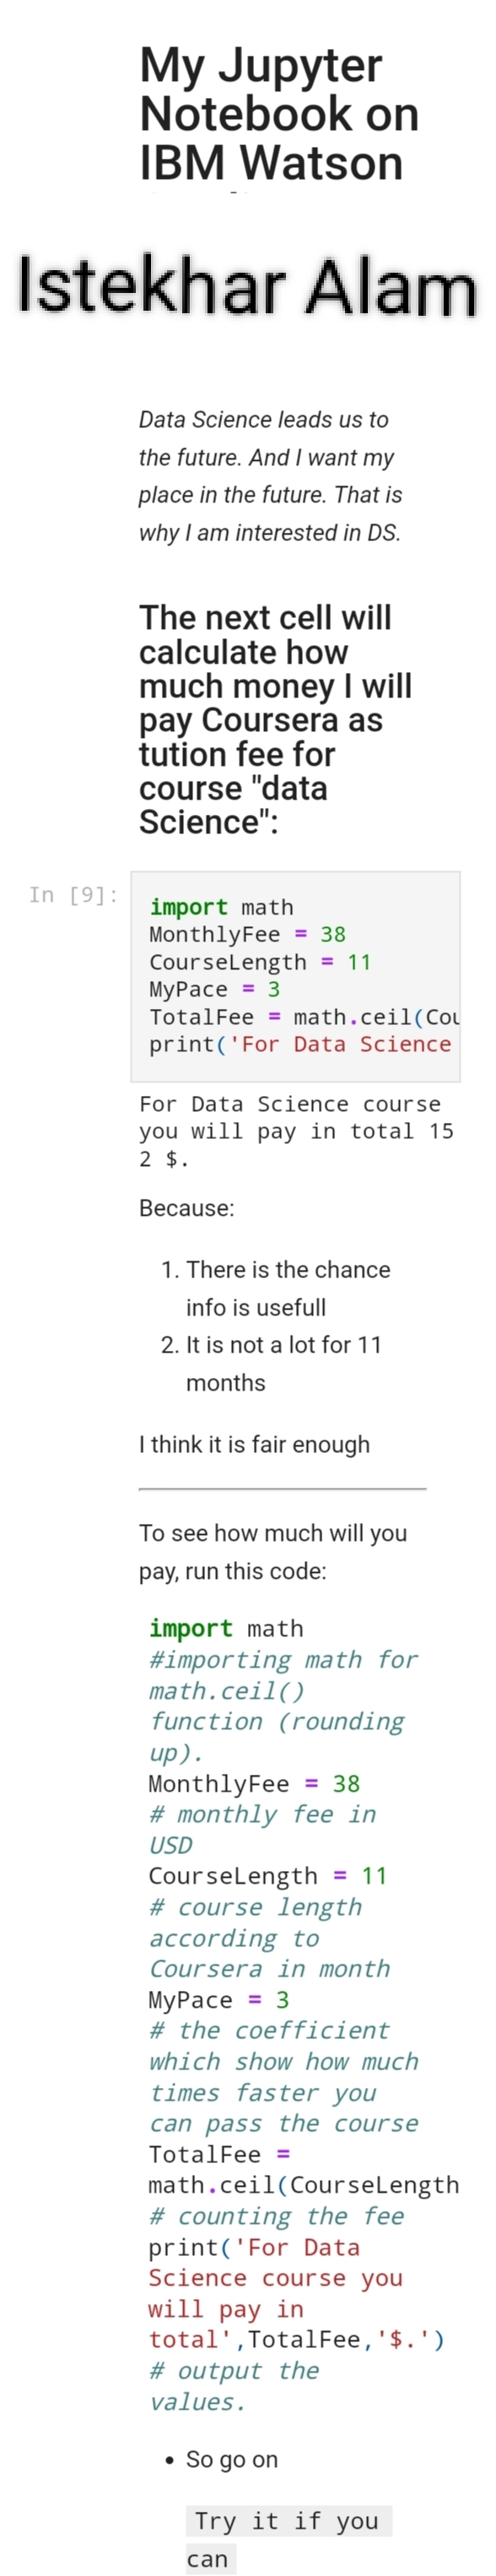 My Jupyter
Notebook on
IBM Watson
Istekhar Alam
Data Science leads us to
the future. And I want my
place in the future. That is
why I am interested in DS.
The next cell will
calculate how
much money I will
pay Coursera as
tution fee for
course "data
Science":
In [9]:
import math
MonthlyFee = 38
CourseLength = 11
MyPace = 3
TotalFee = math.ceil(Cou
print('For Data Science
For Data Science course
you will pay in total 15
2 $.
Because:
1. There is the chance
info is usefull
2. It is not a lot for 11
months
I think it is fair enough
To see how much will you
pay, run this code:
import math
#importing math for
math.ceil()
function (rounding
up).
MonthlyFee = 38
# monthly fee in
USD
CourseLength = 11
# course length
according to
Coursera in month
MyPace = 3
# the coefficient
which show how much
times faster you
can pass the course
TotalFee =
math.ceil(CourseLength
# counting the fee
print('For Data
Science course you
will pay in
total',TotalFee,'$.')
# output the
values.
• So go on
Try it if you
can